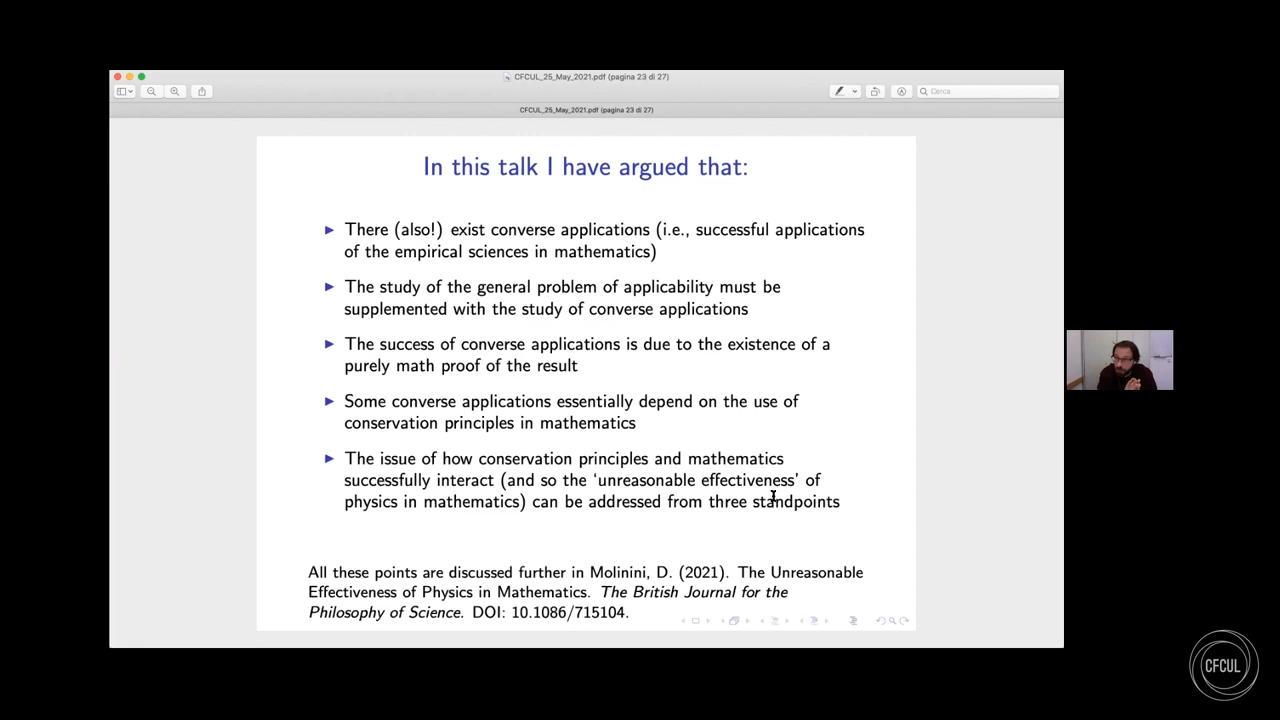 CFCUL_25_May_2021.pdf (pagina 23 di 27)
Cerca
CFCUL_25_May_2021.pdf (pagina 23 di 27)
In this talk I have argued that:
There (also!) exist converse applications (i.e., successful applications
of the empirical sciences in mathematics)
The study of the general problem of applicability must be
supplemented with the study of converse applications
The success of converse applications is due to the existence of a
purely math proof of the result
Some converse applications essentially depend on the use of
conservation principles in mathematics
The issue of how conservation principles and mathematics
successfully interact (and so the ‘unreasonable effectiveness’ of
physics in mathematics) can be addressed from three standpoints
All these points are discussed further in Molinini, D. (2021). The Unreasonable
Effectiveness of Physics in Mathematics. The British Journal for the
Philosophy of Science. DOI: 10.1086/715104.
CFCUL